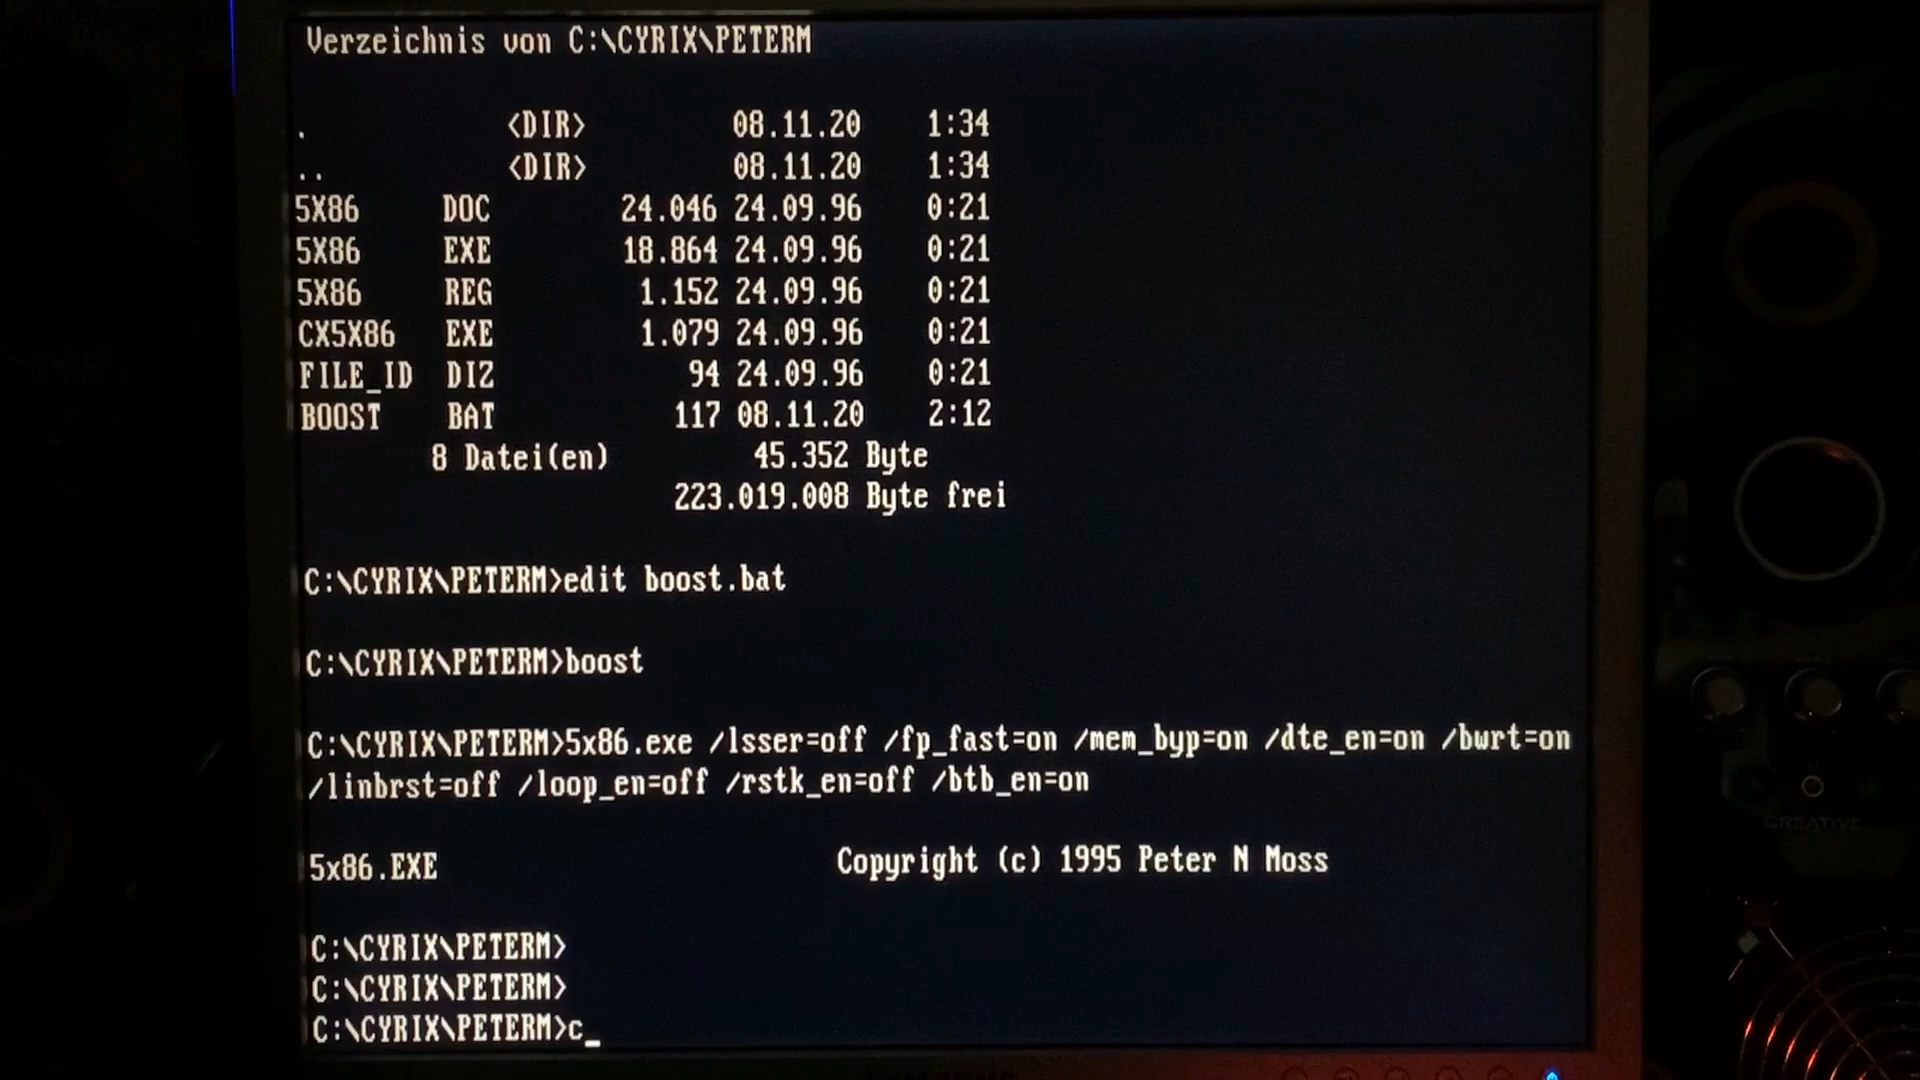 Verzeichnis von C:\CYRIX\PETERM
. <DIR> 08.11.20 1:34
.. <DIR> 08.11.20 1:34
5X86 DOC 24.046 24.09.96 0:21
5X86 EXE 18.864 24.09.96 0:21
5X86 REG 1.152 24.09.96 0:21
CX5X86 EXE 1.079 24.09.96 0:21
FILE_ID DIZ 94 24.09.96 0:21
BOOST BAT 117 08.11.20 2:12
8 Datei(en) 45.352 Byte
223.019.008 Byte frei
C:\CYRIX\PETERM>edit boost.bat
C:\CYRIX\PETERM>boost
C:\CYRIX\PETERM>5x86.exe /lsser=off /fp_fast=on /mem_byp=on /dte_en=on /bwrt=on
/linbrst=off /loop_en=off /rstk_en=off /btb_en=on
5x86.EXE Copyright (c) 1995 Peter N Moss
C:\CYRIX\PETERM>
C:\CYRIX\PETERM>
C:\CYRIX\PETERM>c_
CREATIVE